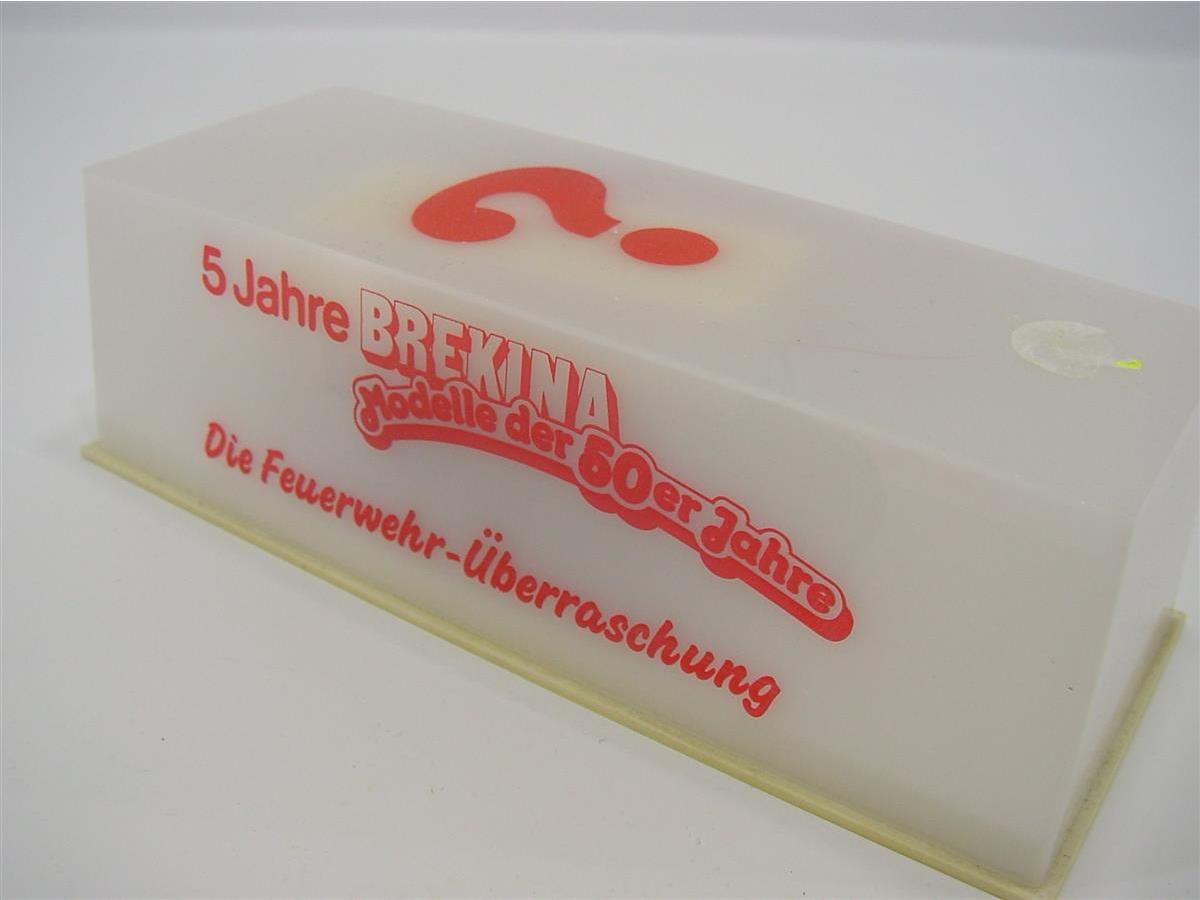 ?
5 Jahre BREKINA
Modelle der 50er Jahre
Die Feuerwehr-Überraschung